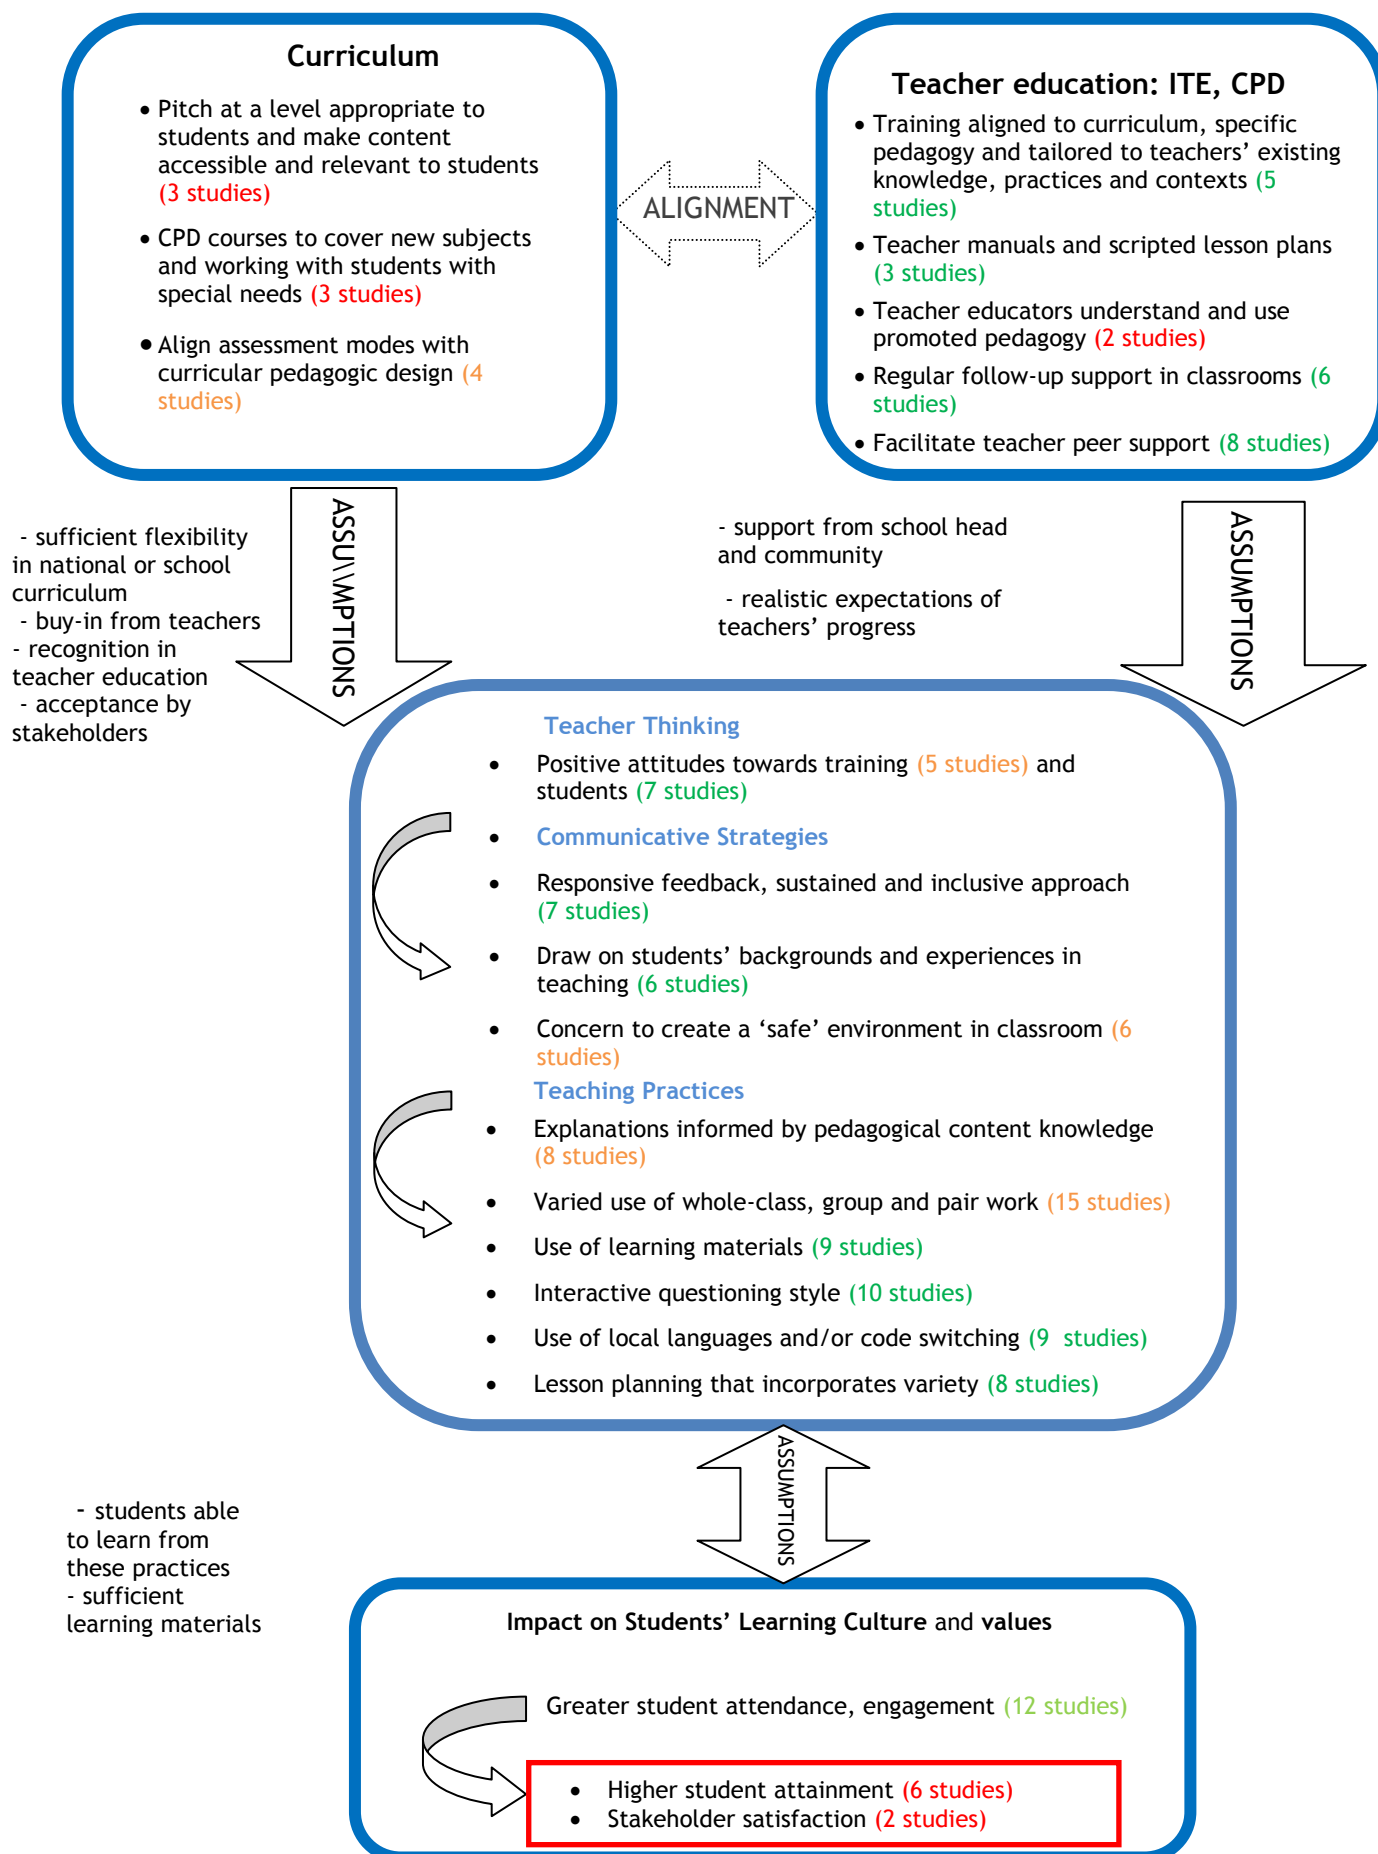 Curriculum
• Pitch at a level appropriate to
students and make content
accessible and relevant to students
(3 studies)
• CPD courses to cover new subjects
and working with students with
special needs (3 studies)
• Align assessment modes with
curricular pedagogic design (4
studies)
ALIGNMENT
Teacher education: ITE, CPD
• Training aligned to curriculum, specific
pedagogy and tailored to teachers’ existing
knowledge, practices and contexts (5
studies)
• Teacher manuals and scripted lesson plans
(3 studies)
• Teacher educators understand and use
promoted pedagogy (2 studies)
• Regular follow-up support in classrooms (6
studies)
• Facilitate teacher peer support (8 studies)
- sufficient flexibility
in national or school
curriculum
- buy-in from teachers
- recognition in
teacher education
- acceptance by
stakeholders
ASSU\\MPTIONS
- support from school head
and community
- realistic expectations of
teachers’ progress
ASSUMPTIONS
Teacher Thinking
• Positive attitudes towards training (5 studies) and
students (7 studies)
• Communicative Strategies
• Responsive feedback, sustained and inclusive approach
(7 studies)
• Draw on students’ backgrounds and experiences in
teaching (6 studies)
• Concern to create a ‘safe’ environment in classroom (6
studies)
Teaching Practices
• Explanations informed by pedagogical content knowledge
(8 studies)
• Varied use of whole-class, group and pair work (15 studies)
• Use of learning materials (9 studies)
• Interactive questioning style (10 studies)
• Use of local languages and/or code switching (9 studies)
• Lesson planning that incorporates variety (8 studies)
ASSUMPTIONS
- students able
to learn from
these practices
- sufficient
learning materials
Impact on Students’ Learning Culture and values
Greater student attendance, engagement (12 studies)
• Higher student attainment (6 studies)
• Stakeholder satisfaction (2 studies)